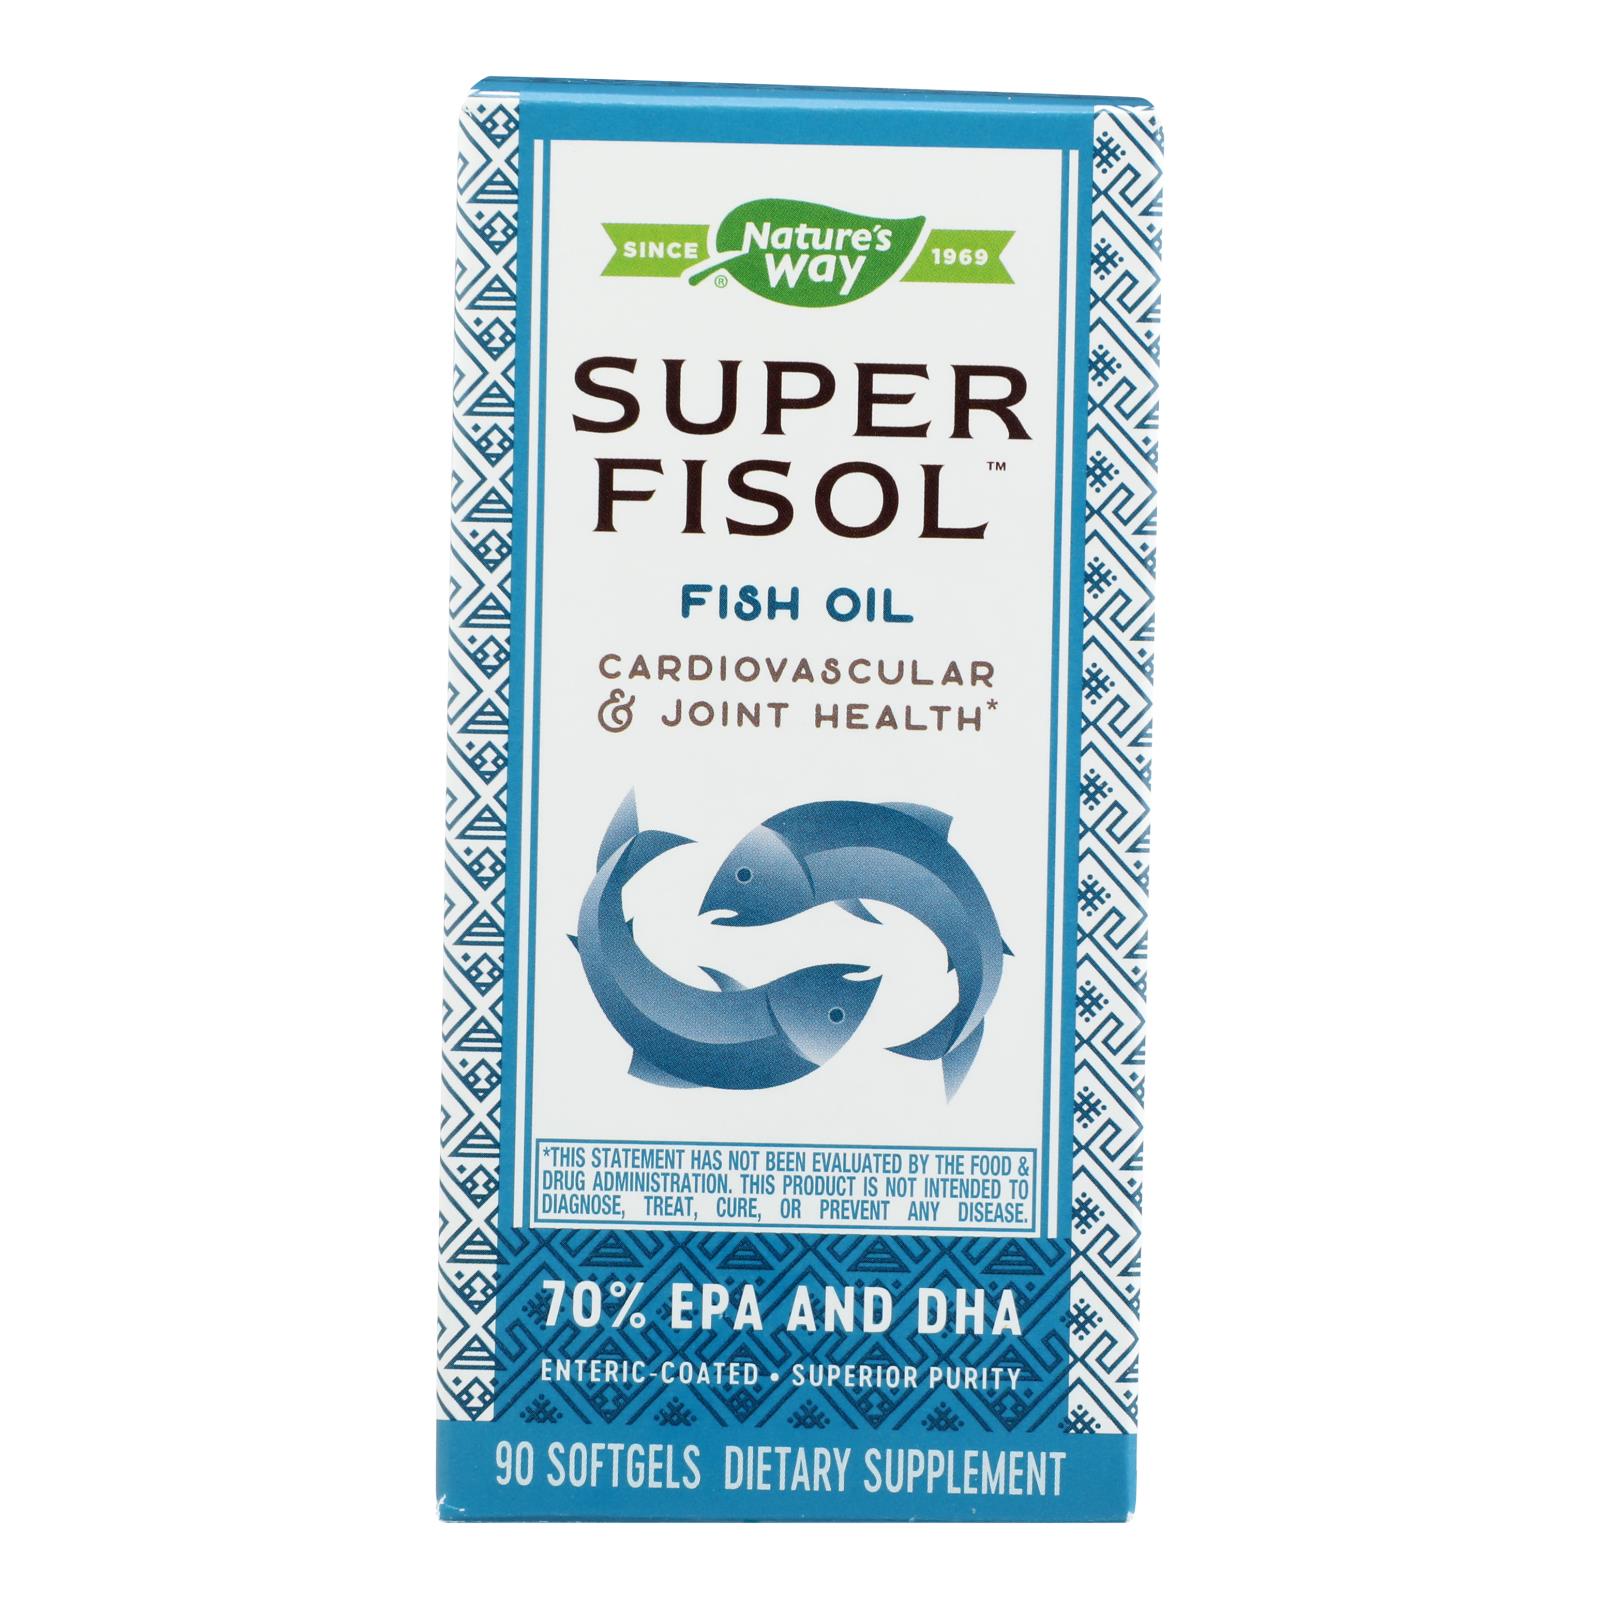 SINCE Nature's Way® 1969
SUPER
FISOL™
FISH OIL
CARDIOVASCULAR
& JOINT HEALTH*
*THIS STATEMENT HAS NOT BEEN EVALUATED BY THE FOOD &
DRUG ADMINISTRATION. THIS PRODUCT IS NOT INTENDED TO
DIAGNOSE, TREAT, CURE, OR PREVENT ANY DISEASE.
70% EPA AND DHA
ENTERIC-COATED • SUPERIOR PURITY
90 SOFTGELS DIETARY SUPPLEMENT